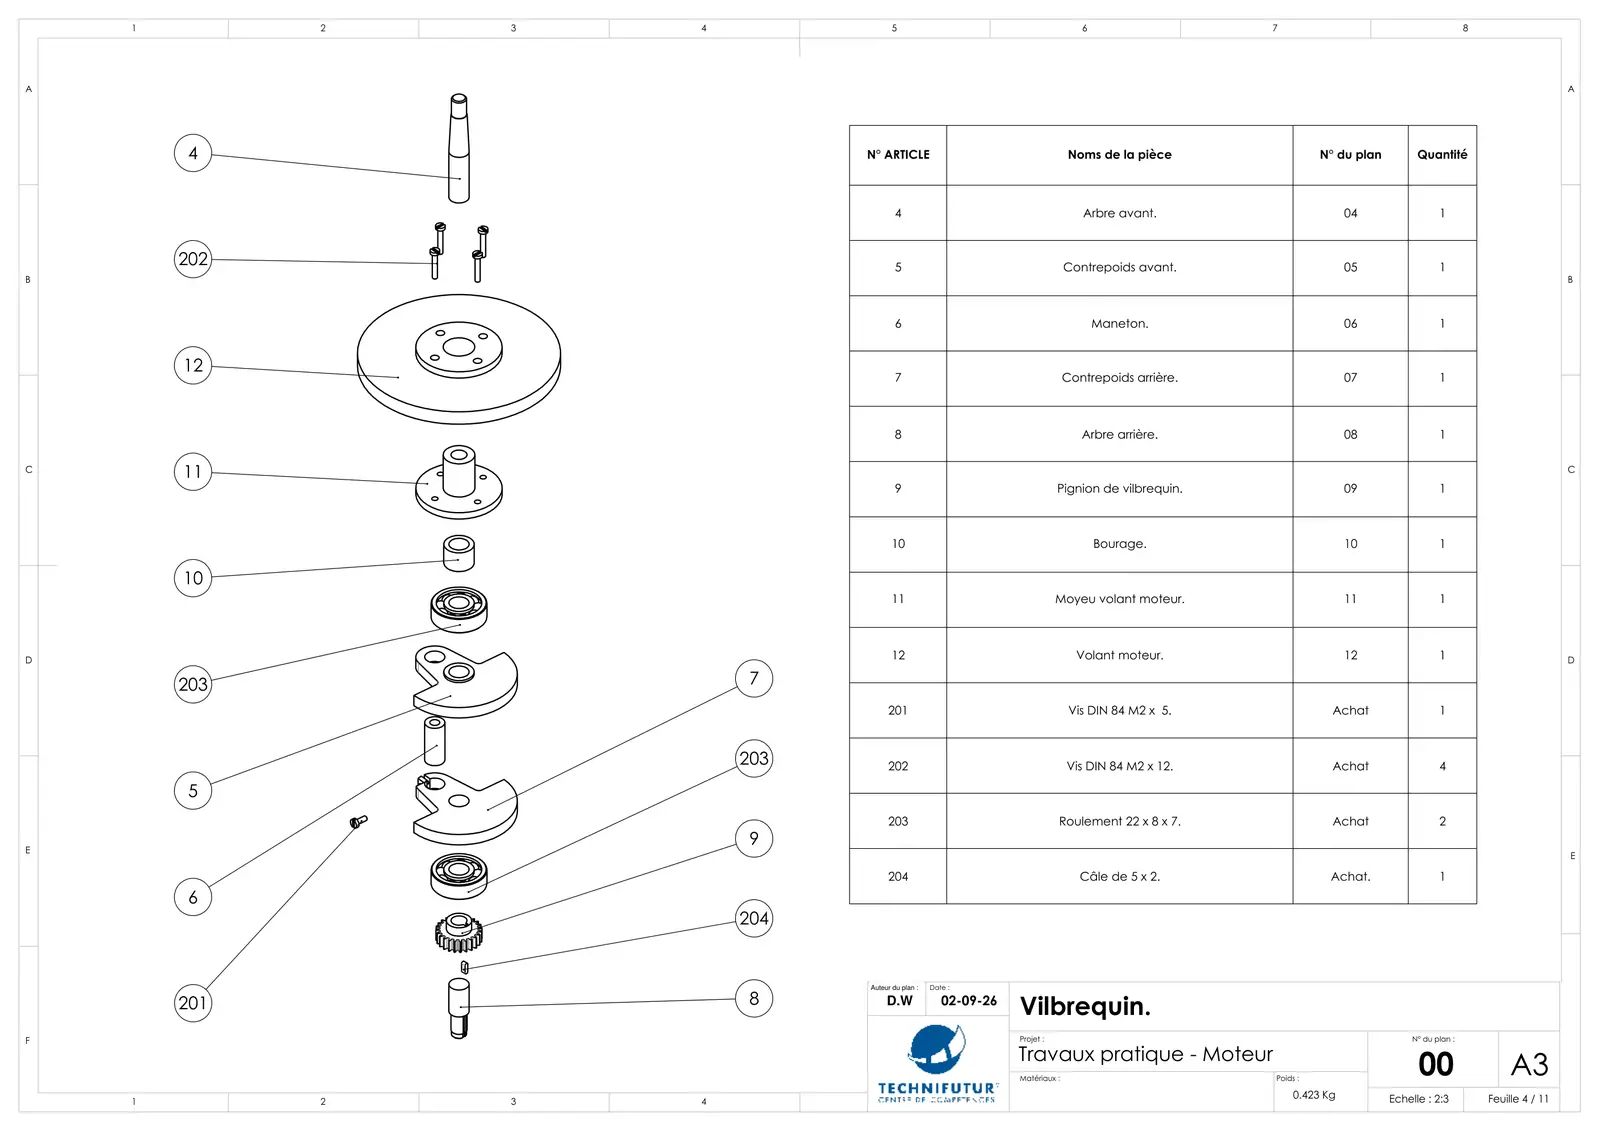 1 2 3 4 5 6 7 8
A A
B B
C C
D D
E E
F
4
202
12
11
10
203
5
6
201
7
203
9
204
8
N° ARTICLE Noms de la pièce N° du plan Quantité
4 Arbre avant. 04 1
5 Contrepoids avant. 05 1
6 Maneton. 06 1
7 Contrepoids arrière. 07 1
8 Arbre arrière. 08 1
9 Pignion de vilbrequin. 09 1
10 Bourage. 10 1
11 Moyeu volant moteur. 11 1
12 Volant moteur. 12 1
201 Vis DIN 84 M2 x 5. Achat 1
202 Vis DIN 84 M2 x 12. Achat 4
203 Roulement 22 x 8 x 7. Achat 2
204 Câle de 5 x 2. Achat. 1
Auteur du plan : Date :
D.W 02-09-26
Vilbrequin.
Projet :
Travaux pratique - Moteur
Matériaux :
Poids :
0.423 Kg
N° du plan :
00
A3
Echelle : 2:3
Feuille 4 / 11
TECHNIFUTUR
CENTRE DE COMPETENCES
1 2 3 4